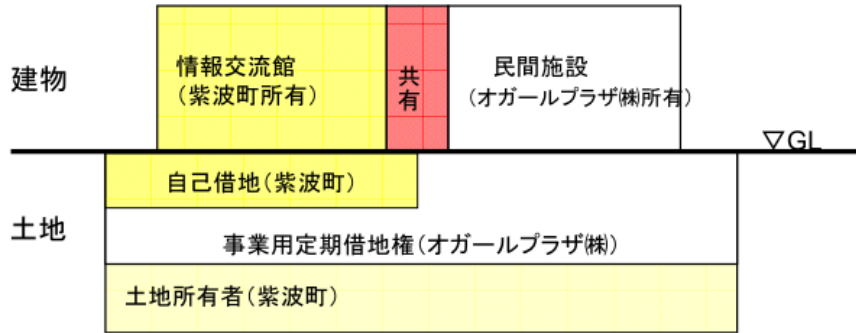 建物
情報交流館
(紫波町所有)
共有
民間施設
(オガールプラザ㈱所有)
▽GL
土地
自己借地(紫波町)
事業用定期借地権(オガールプラザ㈱)
土地所有者(紫波町)